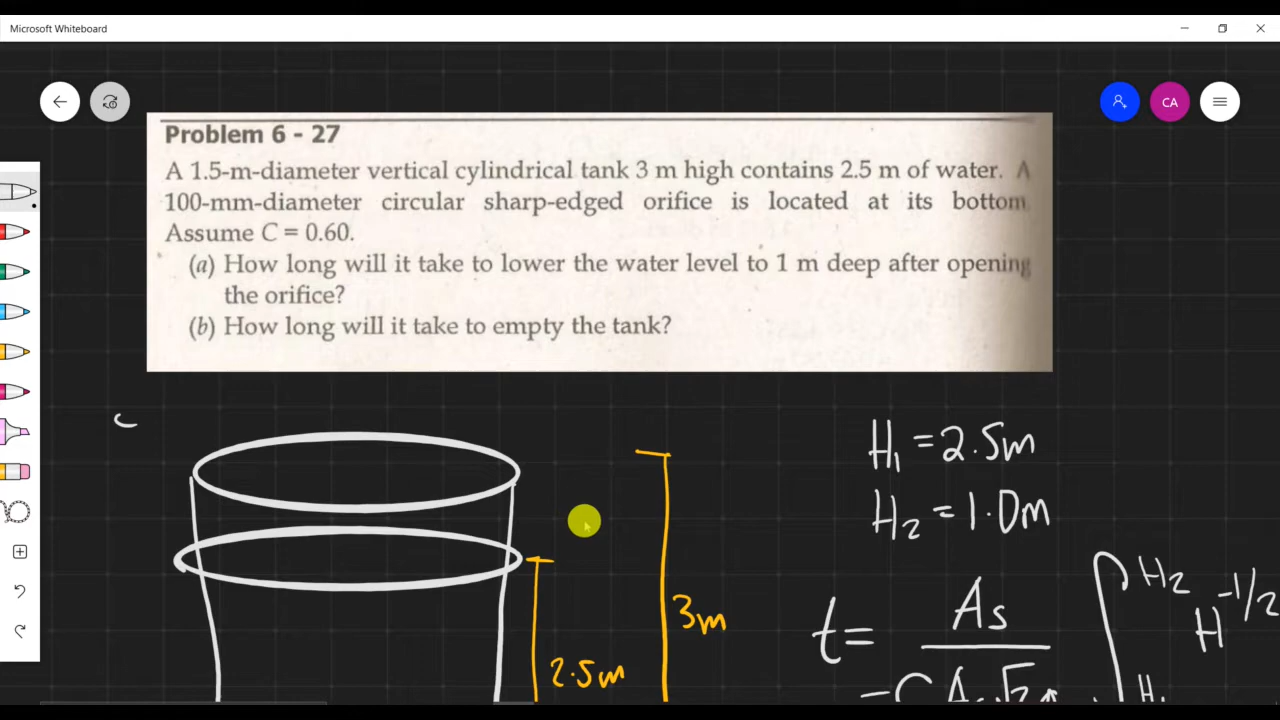 Microsoft Whiteboard
CA
Problem 6 - 27
A 1.5-m-diameter vertical cylindrical tank 3 m high contains 2.5 m of water. A
100-mm-diameter circular sharp-edged orifice is located at its bottom.
Assume C = 0.60.
(a) How long will it take to lower the water level to 1 m deep after opening
the orifice?
(b) How long will it take to empty the tank?
H₁ = 2.5m
H₂ = 1.0m
3m
2.5m
t = As
H₂
H^-1/2
H₁